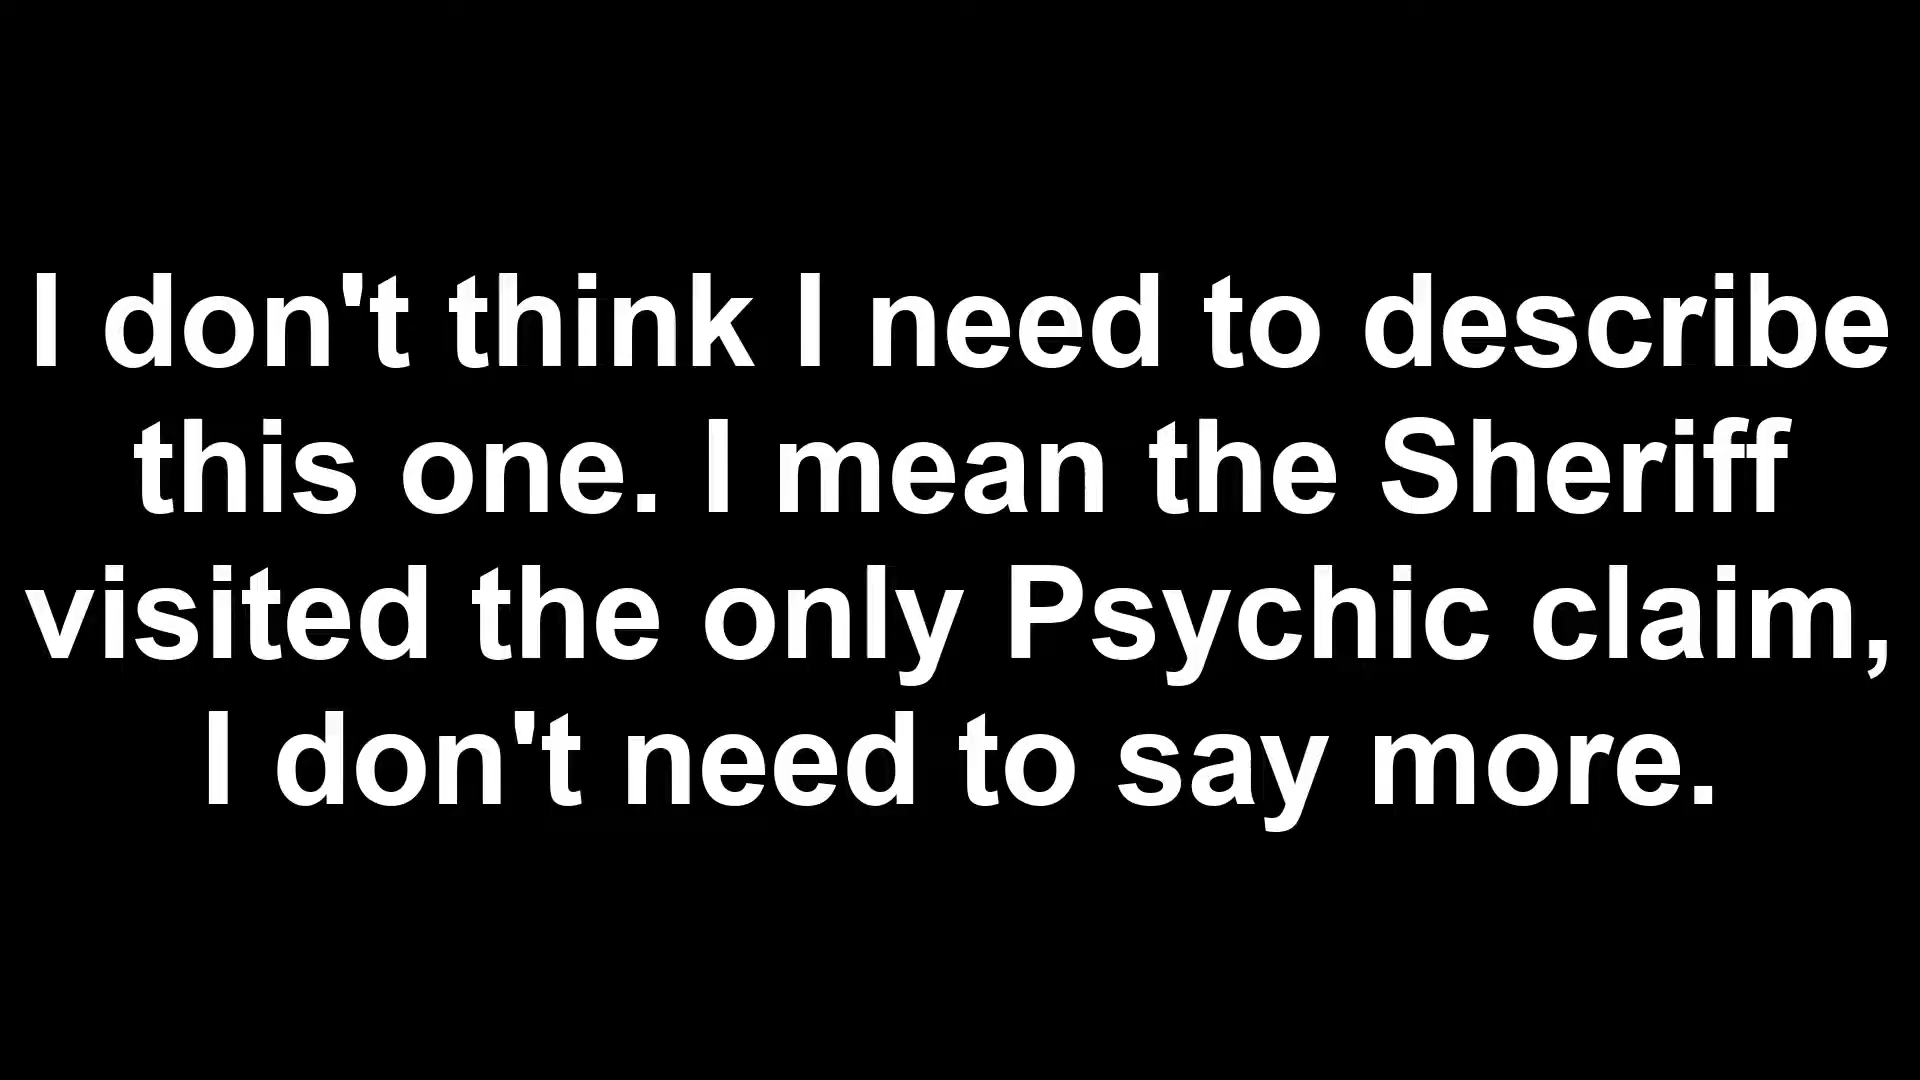 I don't think I need to describe
this one. I mean the Sheriff
visited the only Psychic claim,
I don't need to say more.